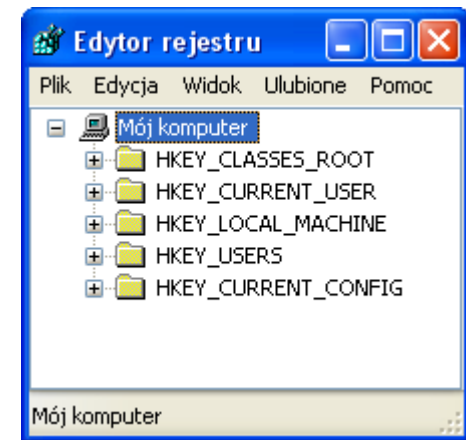 Edytor rejestru
Plik Edycja Widok Ulubione Pomoc
Mój komputer
HKEY_CLASSES_ROOT
HKEY_CURRENT_USER
HKEY_LOCAL_MACHINE
HKEY_USERS
HKEY_CURRENT_CONFIG
Mój komputer